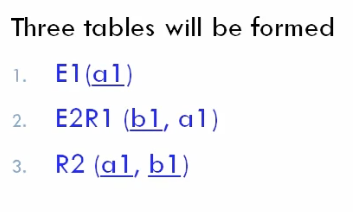 Three tables will be formed
1. E1(a1)
2. E2R1 (b1, a1)
3. R2 (a1, b1)